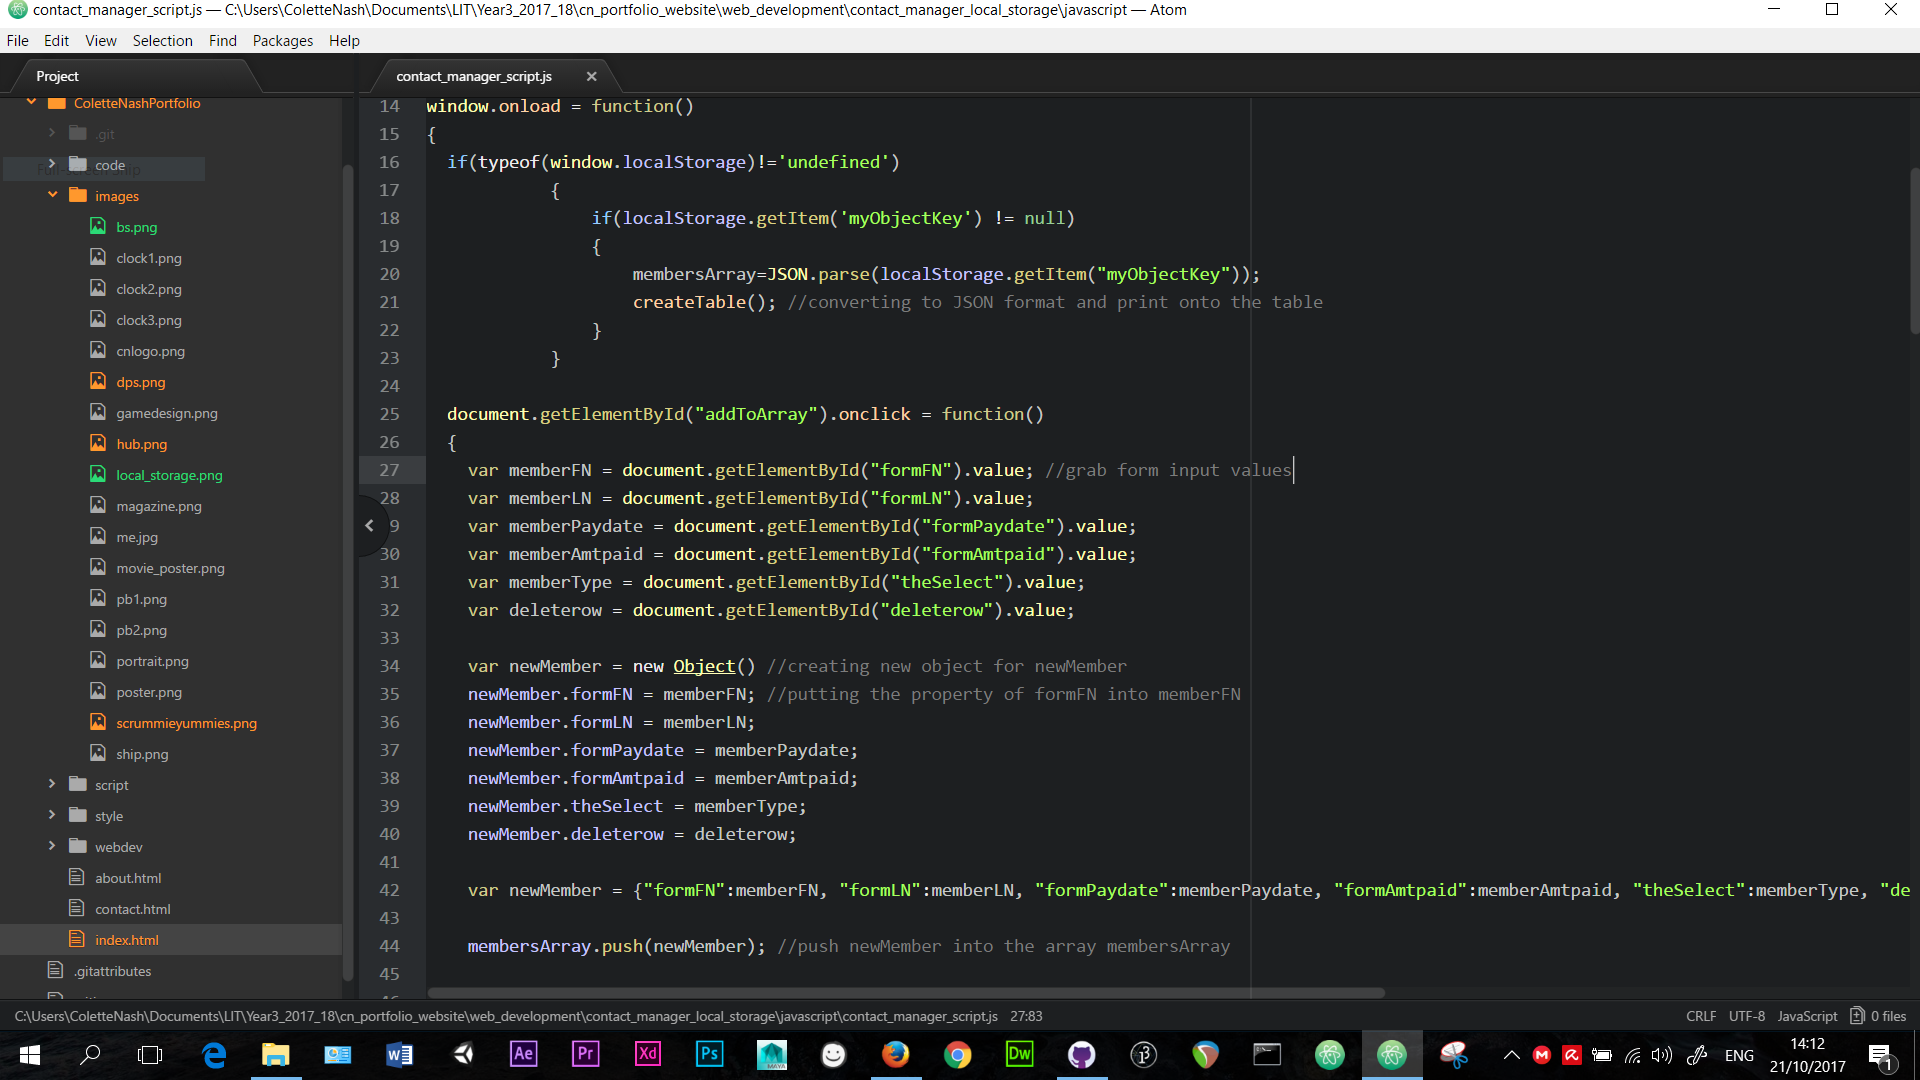 contact_manager_script.js — C:\Users\ColetteNash\Documents\LIT\Year3_2017_18\cn_portfolio_website\web_development\contact_manager_local_storage\javascript — Atom
File Edit View Selection Find Packages Help
Project
contact_manager_script.js
ColetteNashPortfolio
.git
code
images
bs.png
clock1.png
clock2.png
clock3.png
cnlogo.png
dps.png
gamedesign.png
hub.png
local_storage.png
magazine.png
me.jpg
movie_poster.png
pb1.png
pb2.png
portrait.png
poster.png
scrummieyummies.png
ship.png
script
style
webdev
about.html
contact.html
index.html
.gitattributes
14 window.onload = function()
15 {
16 if(typeof(window.localStorage)!='undefined')
17 {
18 if(localStorage.getItem('myObjectKey') != null)
19 {
20 membersArray=JSON.parse(localStorage.getItem("myObjectKey"));
21 createTable(); //converting to JSON format and print onto the table
22 }
23 }
24
25 document.getElementById("addToArray").onclick = function()
26 {
27 var memberFN = document.getElementById("formFN").value; //grab form input values
28 var memberLN = document.getElementById("formLN").value;
9 var memberPaydate = document.getElementById("formPaydate").value;
30 var memberAmtpaid = document.getElementById("formAmtpaid").value;
31 var memberType = document.getElementById("theSelect").value;
32 var deleterow = document.getElementById("deleterow").value;
33
34 var newMember = new Object() //creating new object for newMember
35 newMember.formFN = memberFN; //putting the property of formFN into memberFN
36 newMember.formLN = memberLN;
37 newMember.formPaydate = memberPaydate;
38 newMember.formAmtpaid = memberAmtpaid;
39 newMember.theSelect = memberType;
40 newMember.deleterow = deleterow;
41
42 var newMember = {"formFN":memberFN, "formLN":memberLN, "formPaydate":memberPaydate, "formAmtpaid":memberAmtpaid, "theSelect":memberType, "de
43
44 membersArray.push(newMember); //push newMember into the array membersArray
45
C:\Users\ColetteNash\Documents\LIT\Year3_2017_18\cn_portfolio_website\web_development\contact_manager_local_storage\javascript\contact_manager_script.js 27:83
CRLF UTF-8 JavaScript 0 files
Ae Pr Xd Ps MAYA Dw
ENG
14:12
21/10/2017
1